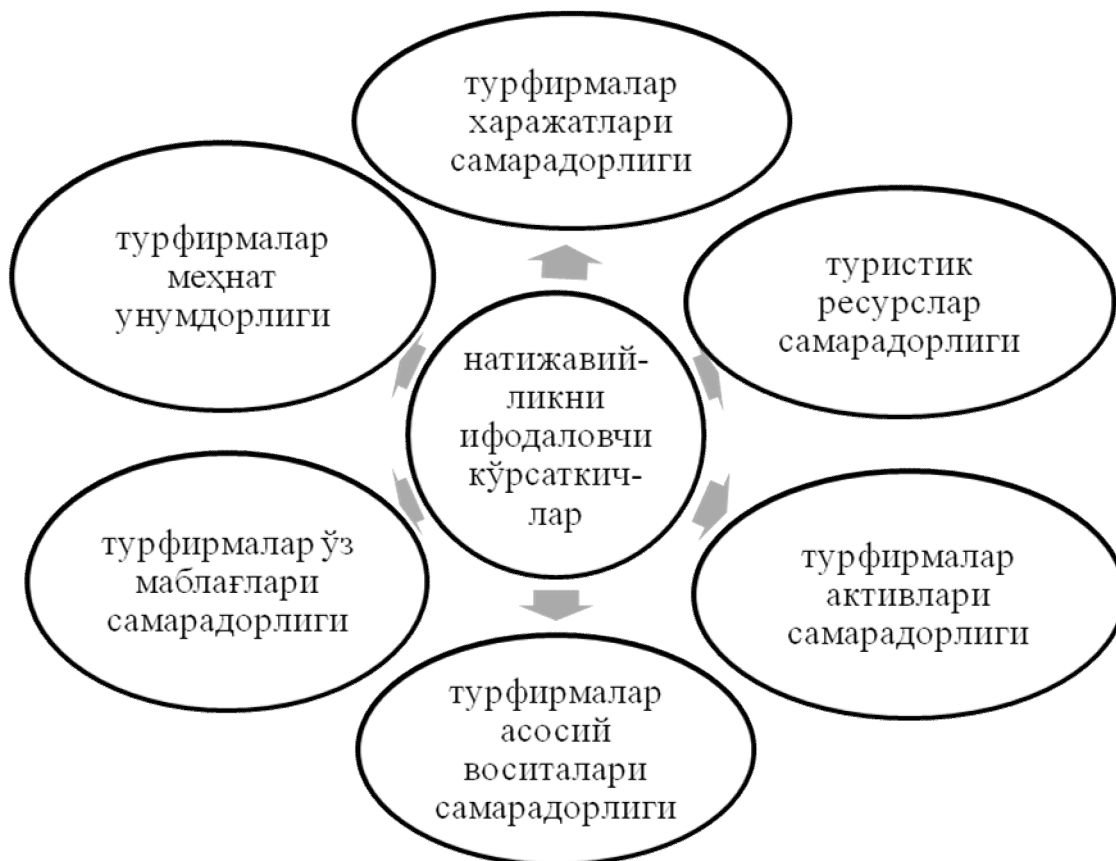 турфирмалар
харажатлари
самарадорлиги
турфирмалар
меҳнат
унумдорлиги
туристик
ресурслар
самарадорлиги
натижавий-
ликни
ифодаловчи
кўрсаткич-
лар
турфирмалар ўз
маблағлари
самарадорлиги
турфирмалар
активлари
самарадорлиги
турфирмалар
асосий
воситалари
самарадорлиги